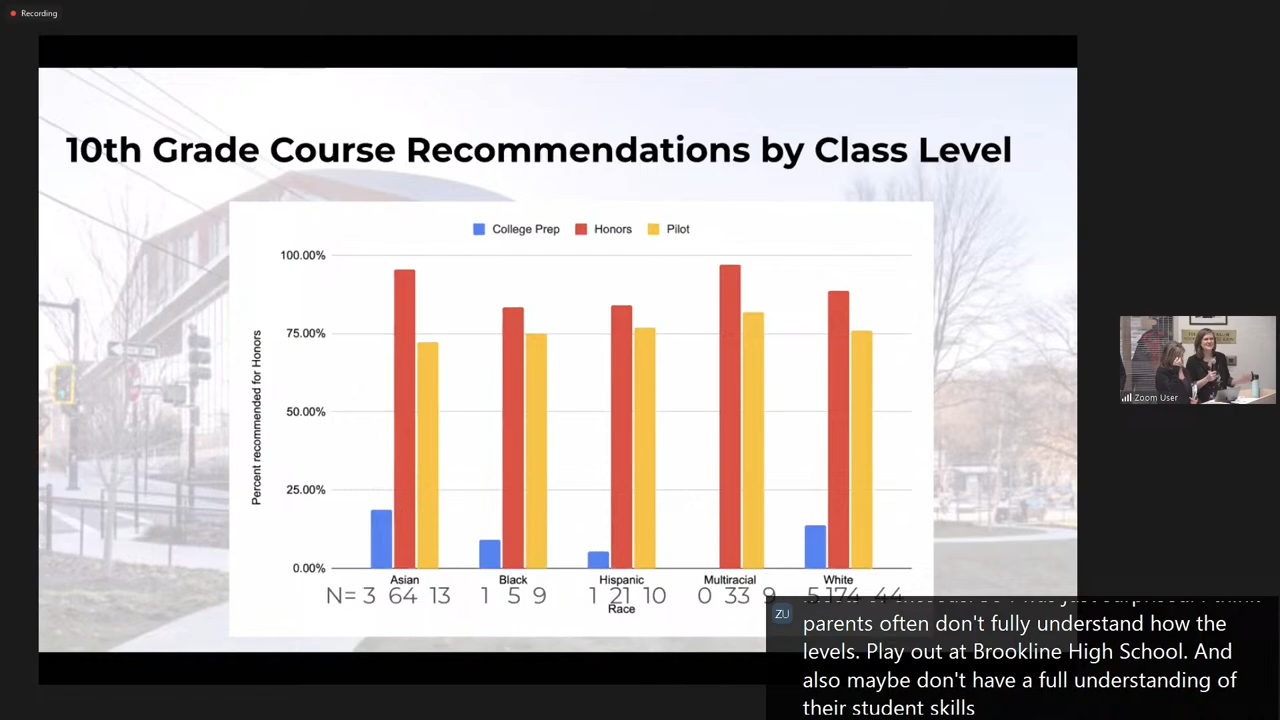 Recording
10th Grade Course Recommendations by Class Level
College Prep Honors Pilot
100.00%
75.00%
50.00%
25.00%
0.00%
Percent recommended for Honors
Asian Black Hispanic Multiracial White
N= 3 64 13 1 5 9 1 21 10 0 33 9 5 174 44
Race
Zoom User
ZU
parents often don't fully understand how the
levels. Play out at Brookline High School. And
also maybe don't have a full understanding of
their student skills